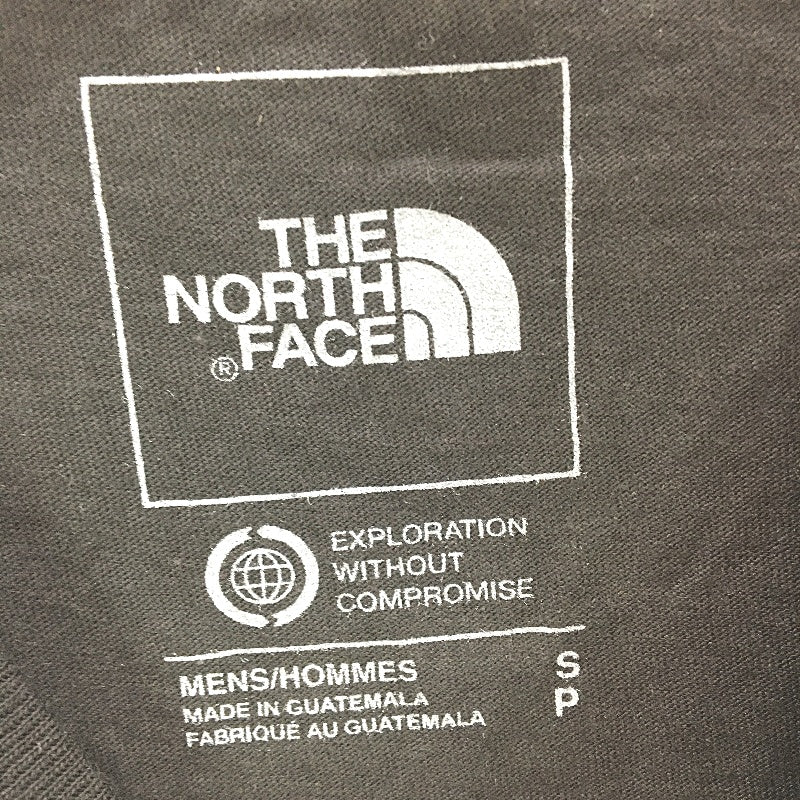 THE
NORTH
FACE
®
EXPLORATION
WITHOUT
COMPROMISE
MENS/HOMMES S
MADE IN GUATEMALA P
FABRIQUÉ AU GUATEMALA